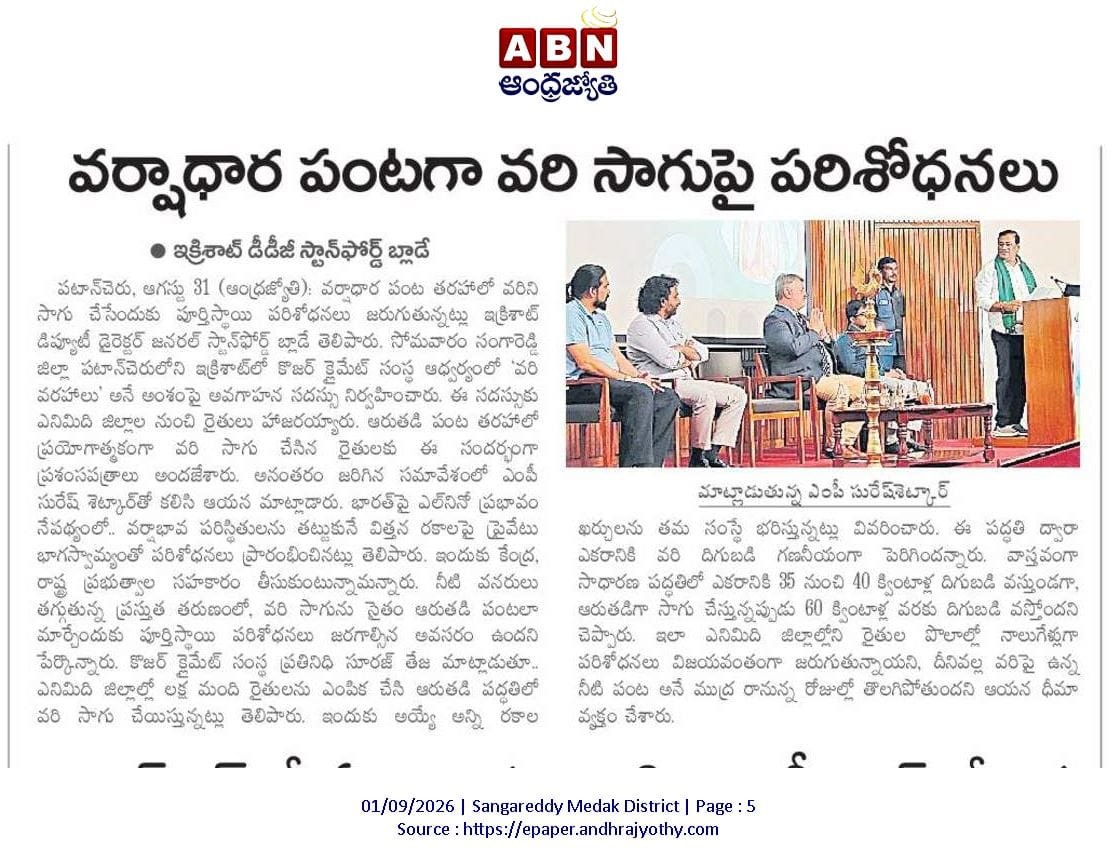 ABN
ఆంధ్రజ్యోతి
వర్షాధార పంటగా వరి సాగుపై పరిశోధనలు
● ఇక్రిశాట్ డీడీజీ స్టాన్‌ఫోర్డ్ బ్లాడే
పటాన్‌చెరు, ఆగస్టు 31 (ఆంధ్రజ్యోతి): వర్షాధార పంట తరహాలో వరిని
సాగు చేసేందుకు పూర్తిస్థాయి పరిశోధనలు జరుగుతున్నట్లు ఇక్రిశాట్
డిప్యూటీ డైరెక్టర్ జనరల్ స్టాన్‌ఫోర్డ్ బ్లాడే తెలిపారు. సోమవారం సంగారెడ్డి
జిల్లా పటాన్‌చెరులోని ఇక్రిశాట్‌లో కౌజర్ క్లైమేట్ సంస్థ ఆధ్వర్యంలో 'వరి
వరహాలు' అనే అంశంపై అవగాహన సదస్సు నిర్వహించారు. ఈ సదస్సుకు
ఎనిమిది జిల్లాల నుంచి రైతులు హాజరయ్యారు. ఆరుతడి పంట తరహాలో
ప్రయోగాత్మకంగా వరి సాగు చేసిన రైతులకు ఈ సందర్భంగా
ప్రశంసపత్రాలు అందజేశారు. అనంతరం జరిగిన సమావేశంలో ఎంపీ
సురేష్ శెట్కార్‌తో కలిసి ఆయన మాట్లాడారు. భారత్‌పై ఎల్‌నినో ప్రభావం
నేపథ్యంలో.. వర్షాభావ పరిస్థితులను తట్టుకునే విత్తన రకాలపై ప్రైవేటు
భాగస్వామ్యంతో పరిశోధనలు ప్రారంభించినట్లు తెలిపారు. ఇందుకు కేంద్ర,
రాష్ట్ర ప్రభుత్వాల సహకారం తీసుకుంటున్నామన్నారు. నీటి వనరులు
తగ్గుతున్న ప్రస్తుత తరుణంలో, వరి సాగును సైతం ఆరుతడి పంటలా
మార్చేందుకు పూర్తిస్థాయి పరిశోధనలు జరగాల్సిన అవసరం ఉందని
పేర్కొన్నారు. కౌజర్ క్లైమేట్ సంస్థ ప్రతినిధి సూరజ్ తేజ మాట్లాడుతూ..
ఎనిమిది జిల్లాల్లో లక్ష మంది రైతులను ఎంపిక చేసి ఆరుతడి పద్ధతిలో
వరి సాగు చేయిస్తున్నట్లు తెలిపారు. ఇందుకు అయ్యే అన్ని రకాల
మాట్లాడుతున్న ఎంపీ సురేష్‌శెట్కార్
ఖర్చులను తమ సంస్థే భరిస్తున్నట్లు వివరించారు. ఈ పద్ధతి ద్వారా
ఎకరానికి వరి దిగుబడి గణనీయంగా పెరిగిందన్నారు. వాస్తవంగా
సాధారణ పద్ధతిలో ఎకరానికి 35 నుంచి 40 క్వింటాళ్ల దిగుబడి వస్తుండగా,
ఆరుతడిగా సాగు చేస్తున్నప్పుడు 60 క్వింటాళ్ల వరకు దిగుబడి వస్తోందని
చెప్పారు. ఇలా ఎనిమిది జిల్లాల్లోని రైతుల పొలాల్లో నాలుగేళ్లుగా
పరిశోధనలు విజయవంతంగా జరుగుతున్నాయని, దీనివల్ల వరిపై ఉన్న
నీటి పంట అనే ముద్ర రానున్న రోజుల్లో తొలగిపోతుందని ఆయన ధీమా
వ్యక్తం చేశారు.
01/09/2026 | Sangareddy Medak District | Page : 5
Source : https://epaper.andhrajyothy.com